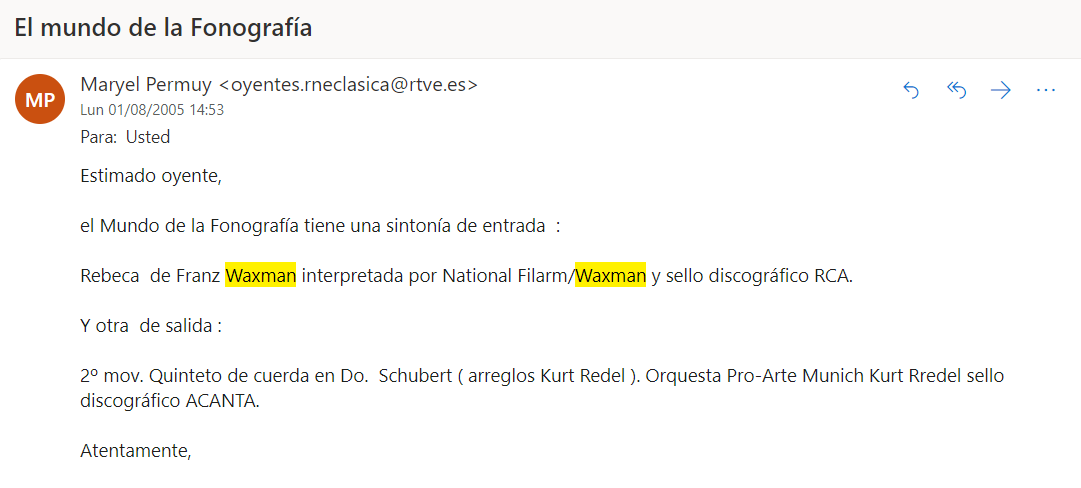 El mundo de la Fonografía
MP
Maryel Permuy <oyentes.rneclasica@rtve.es>
Lun 01/08/2005 14:53
Para: Usted
Estimado oyente,
el Mundo de la Fonografía tiene una sintonía de entrada :
Rebeca de Franz Waxman interpretada por National Filarm/Waxman y sello discográfico RCA.
Y otra de salida :
2º mov. Quinteto de cuerda en Do. Schubert ( arreglos Kurt Redel ). Orquesta Pro-Arte Munich Kurt Rredel sello
discográfico ACANTA.
Atentamente,